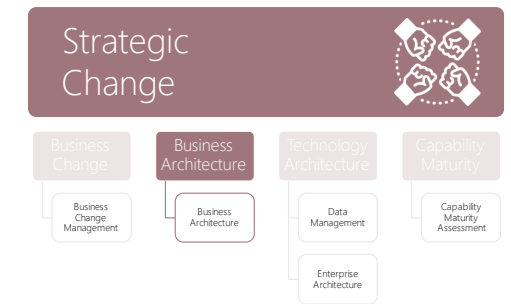 Strategic
Change
Business
Change
Business
Architecture
Technology
Architecture
Capability
Maturity
Business
Change
Management
Business
Architecture
Data
Management
Capability
Maturity
Assessment
Enterprise
Architecture